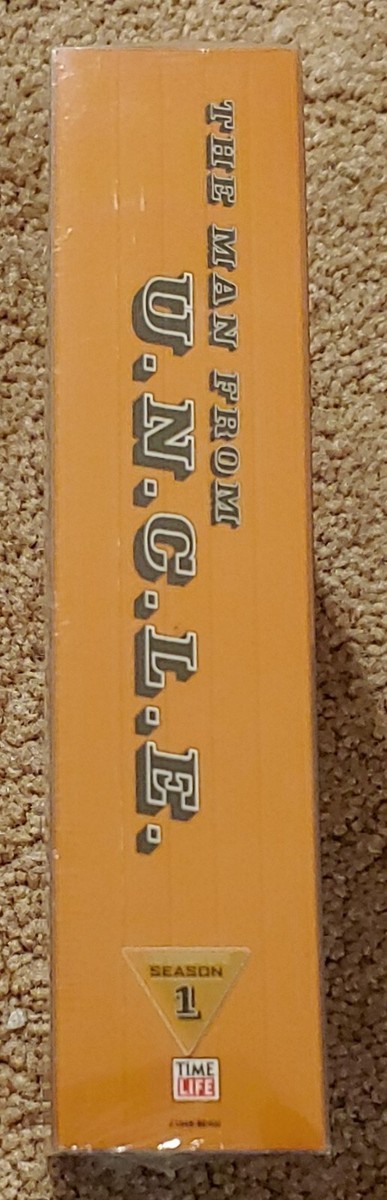 THE MAN FROM
U.N.C.L.E.
SEASON
1
TIME
LIFE